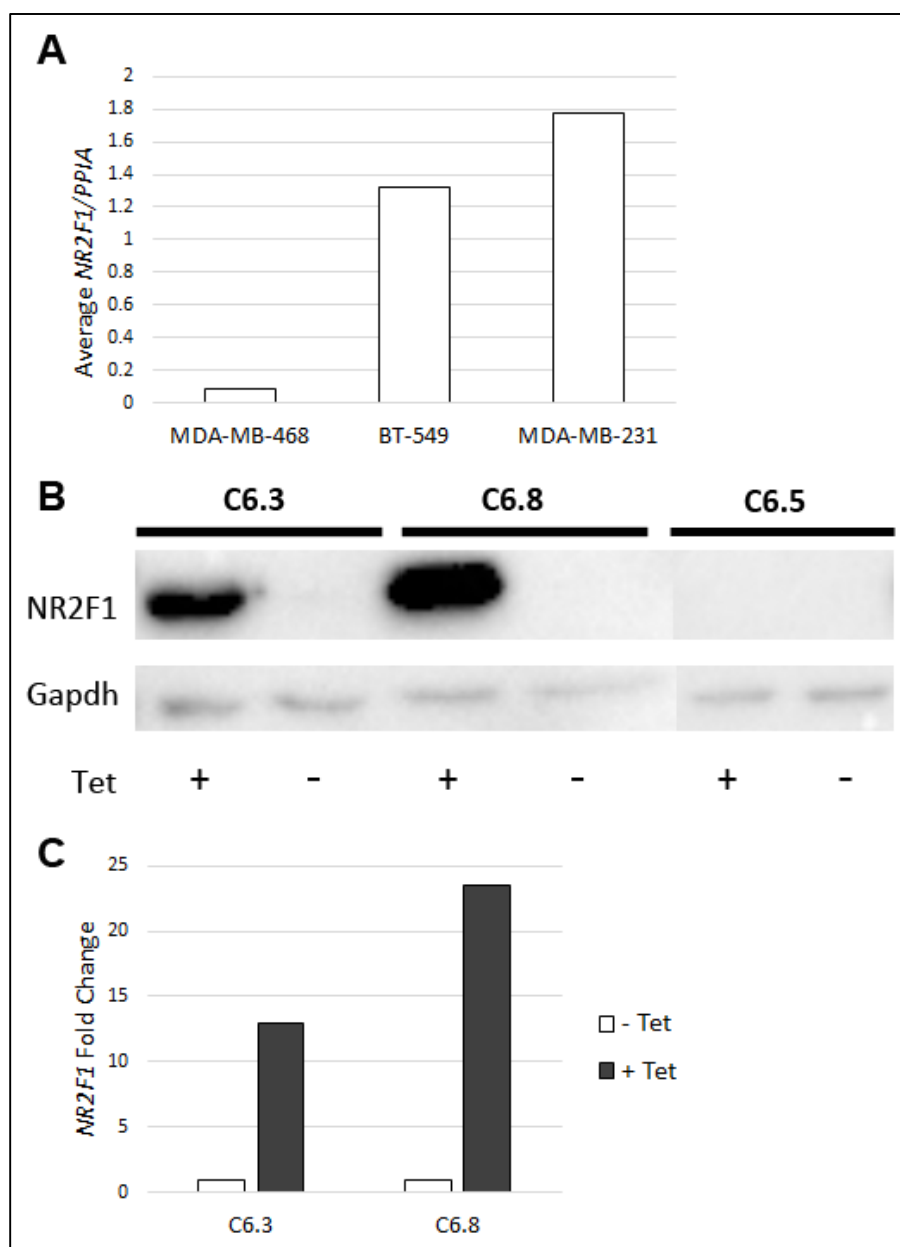 A
Average NR2F1/PPIA
2
1.8
1.6
1.4
1.2
1
0.8
0.6
0.4
0.2
0
MDA-MB-468 BT-549 MDA-MB-231
B
C6.3 C6.8 C6.5
NR2F1
Gapdh
Tet + - + - + -
C
NR2F1 Fold Change
25
20
15
10
5
0
C6.3 C6.8
- Tet
+ Tet